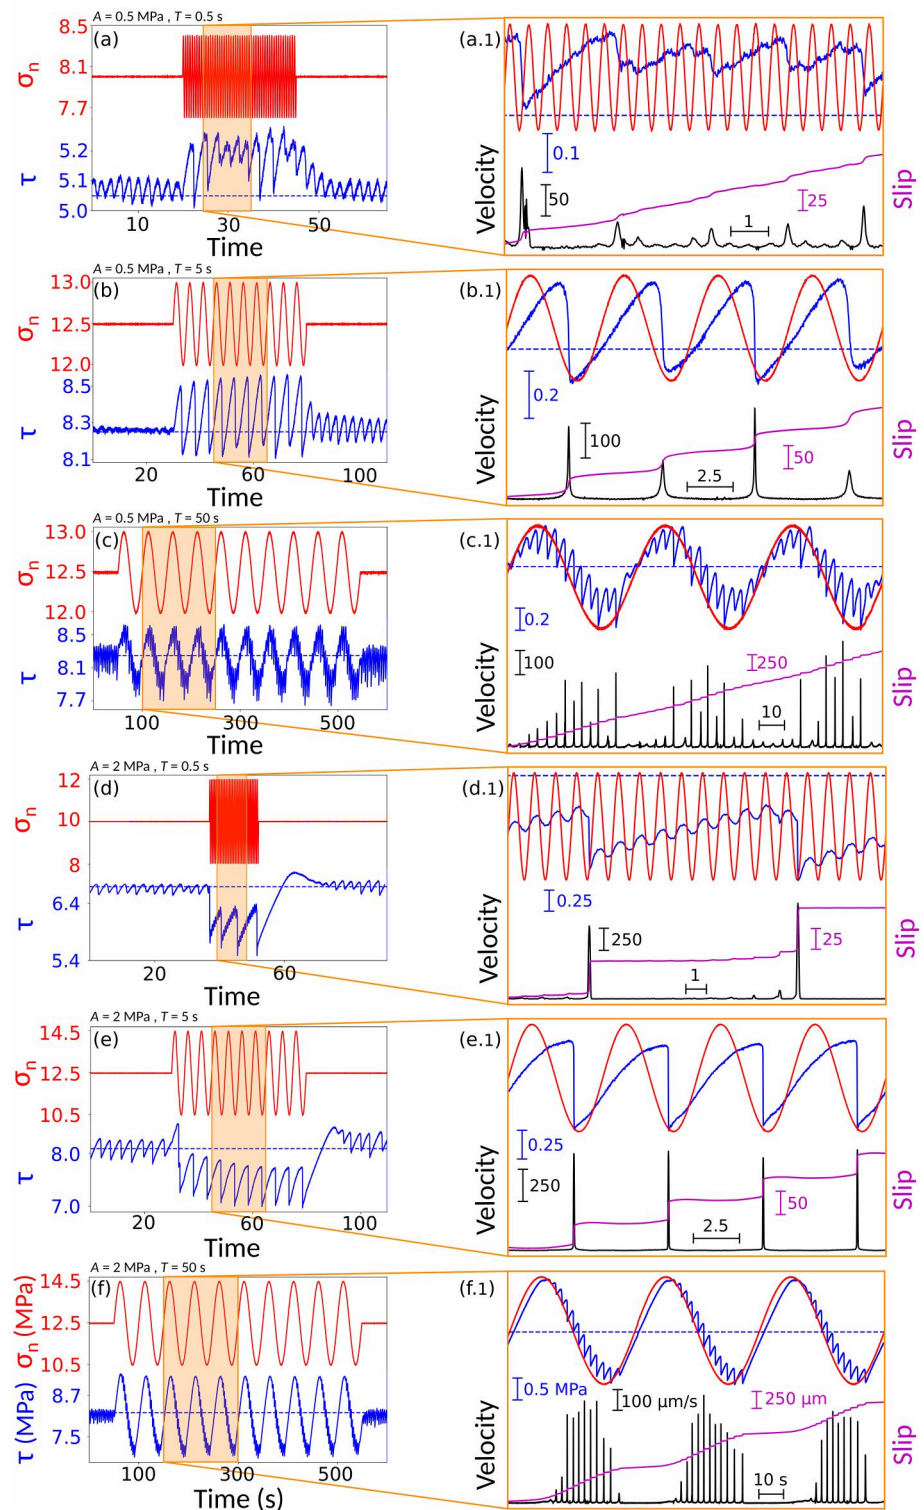 A = 0.5 MPa , T = 0.5 s
(a)
8.5
8.1
7.7
σn
5.2
5.1
5.0
τ
10 30 50
Time
(a.1)
0.1
50
25
1
Velocity
Slip
A = 0.5 MPa , T = 5 s
(b)
13.0
12.5
12.0
σn
8.5
8.3
8.1
τ
20 60 100
Time
(b.1)
0.2
100
50
2.5
Velocity
Slip
A = 0.5 MPa , T = 50 s
(c)
13.0
12.5
12.0
σn
8.5
8.1
7.7
τ
100 300 500
Time
(c.1)
0.2
100
250
10
Velocity
Slip
A = 2 MPa , T = 0.5 s
(d)
12
10
8
σn
6.4
5.4
τ
20 60
Time
(d.1)
0.25
250
25
1
Velocity
Slip
A = 2 MPa , T = 5 s
(e)
14.5
12.5
10.5
σn
8.0
7.0
τ
20 60 100
Time
(e.1)
0.25
250
50
2.5
Velocity
Slip
A = 2 MPa , T = 50 s
(f)
14.5
12.5
10.5
σn (MPa)
8.7
7.5
τ (MPa)
100 300 500
Time (s)
(f.1)
0.5 MPa
100 μm/s
250 μm
10 s
Velocity
Slip